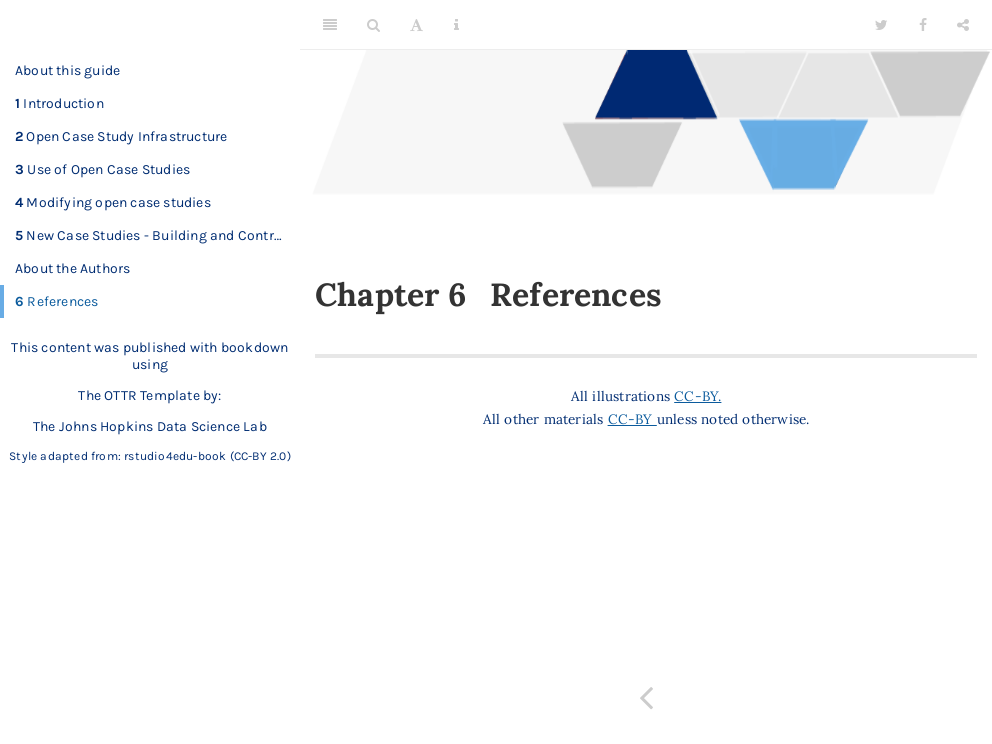 About this guide
1 Introduction
2 Open Case Study Infrastructure
3 Use of Open Case Studies
4 Modifying open case studies
5 New Case Studies - Building and Contr…
About the Authors
6 References
This content was published with bookdown
using
The OTTR Template by:
The Johns Hopkins Data Science Lab
Style adapted from: rstudio4edu-book (CC-BY 2.0)
A
Chapter 6 References
All illustrations CC-BY.
All other materials CC-BY unless noted otherwise.